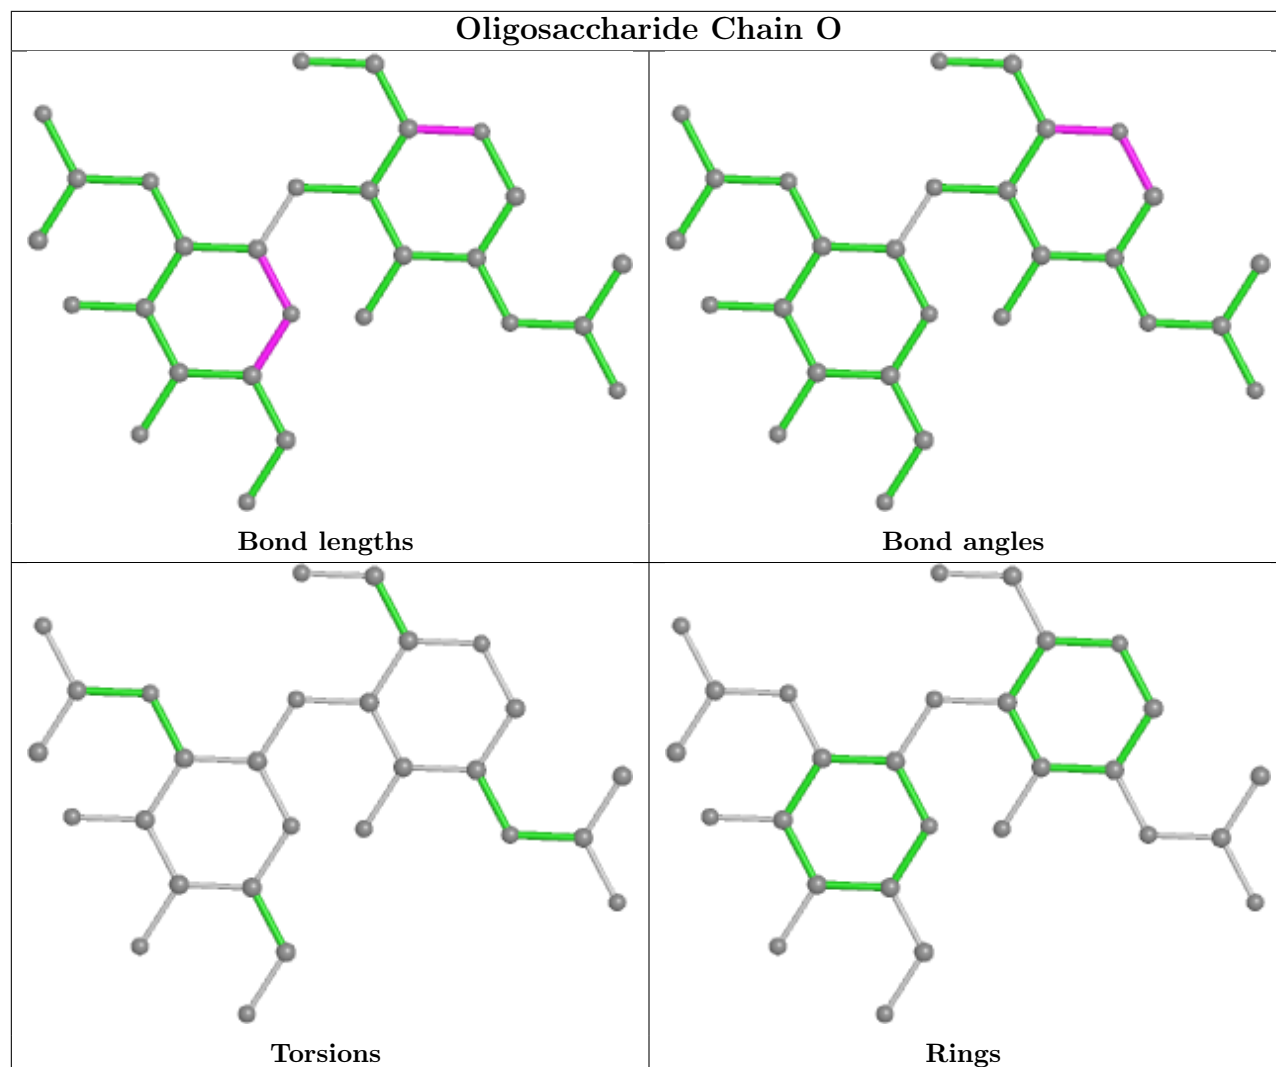 Oligosaccharide Chain O
Bond lengths
Bond angles
Torsions
Rings